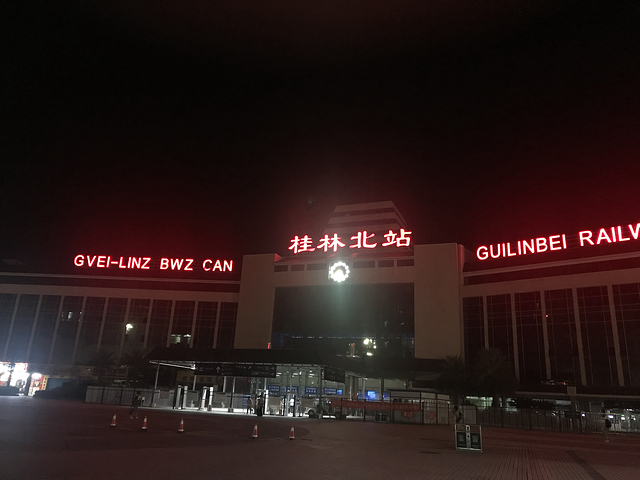 GVEI-LINZ BWZ CAN
桂林北站
GUILINBEI RAILW